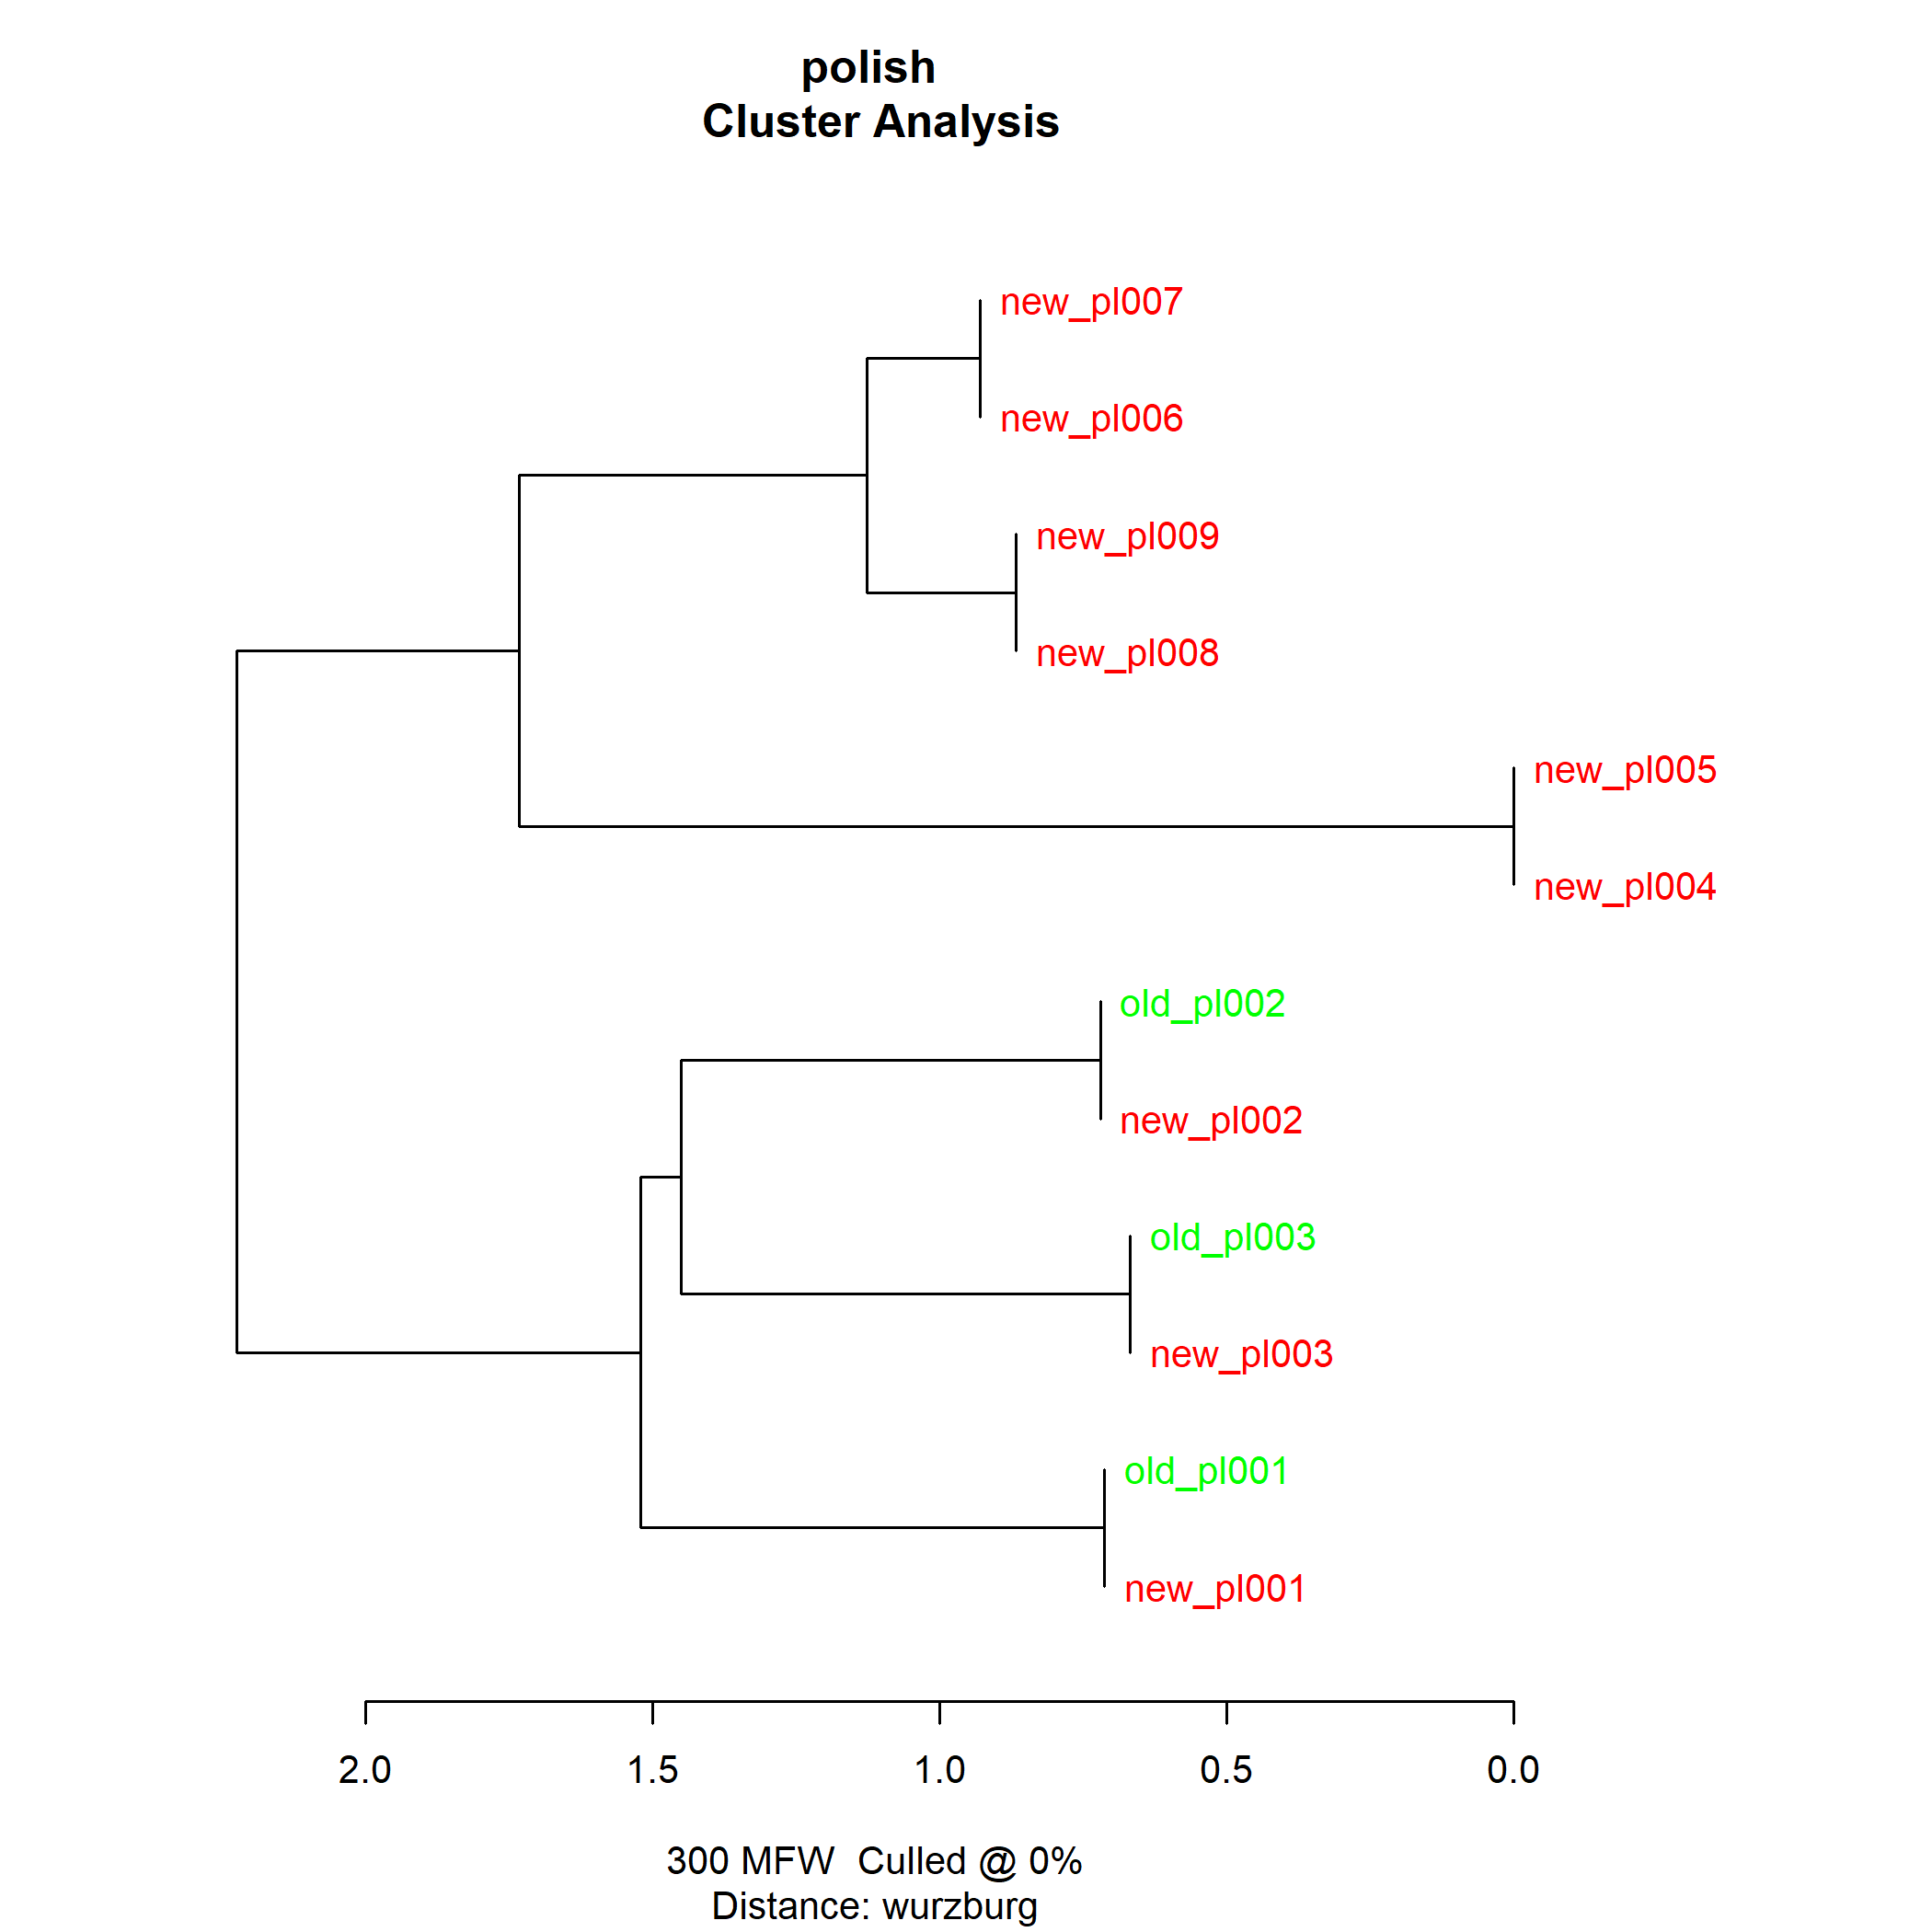 polish
Cluster Analysis
new_pl007
new_pl006
new_pl009
new_pl008
new_pl005
new_pl004
old_pl002
new_pl002
old_pl003
new_pl003
old_pl001
new_pl001
2.0 1.5 1.0 0.5 0.0
300 MFW  Culled @ 0%
Distance: wurzburg